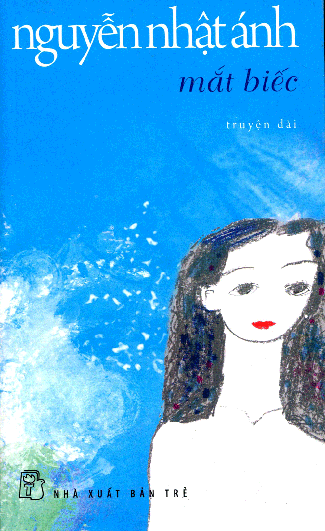 nguyễn nhật ánh
mắt biếc
truyện dài
NHÀ XUẤT BẢN TRẺ